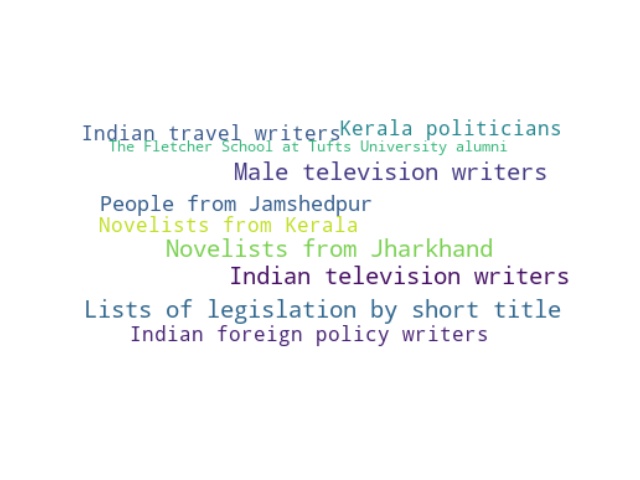 Indian travel writers
Kerala politicians
The Fletcher School at Tufts University alumni
Male television writers
People from Jamshedpur
Novelists from Kerala
Novelists from Jharkhand
Indian television writers
Lists of legislation by short title
Indian foreign policy writers